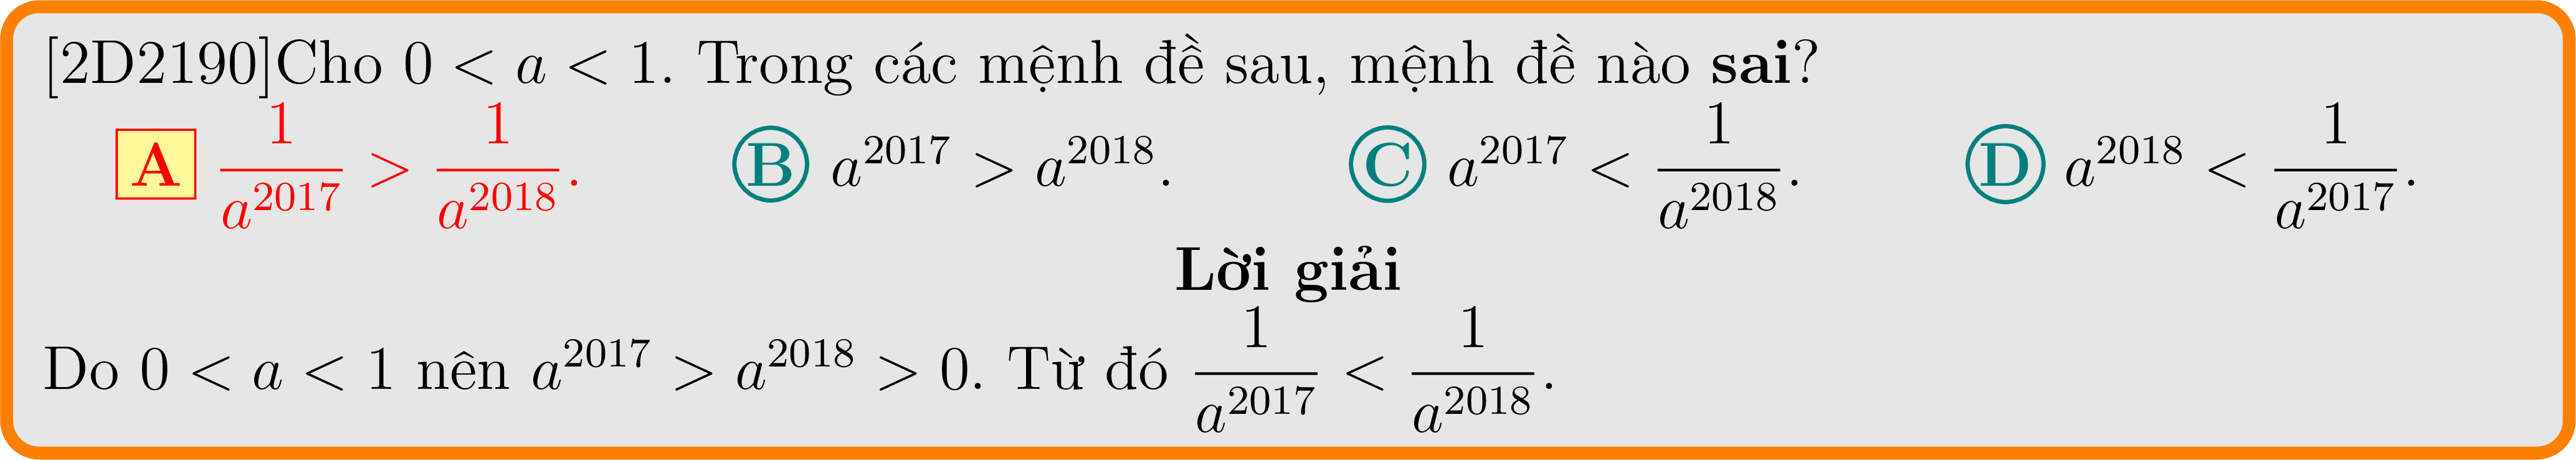 [2D2190]Cho 0 < a < 1. Trong các mệnh đề sau, mệnh đề nào sai?
A $\frac{1}{a^{2017}} > \frac{1}{a^{2018}}$. B $a^{2017} > a^{2018}$. C $a^{2017} < \frac{1}{a^{2018}}$. D $a^{2018} < \frac{1}{a^{2017}}$.
Lời giải
Do 0 < a < 1 nên $a^{2017} > a^{2018} > 0$. Từ đó $\frac{1}{a^{2017}} < \frac{1}{a^{2018}}$.